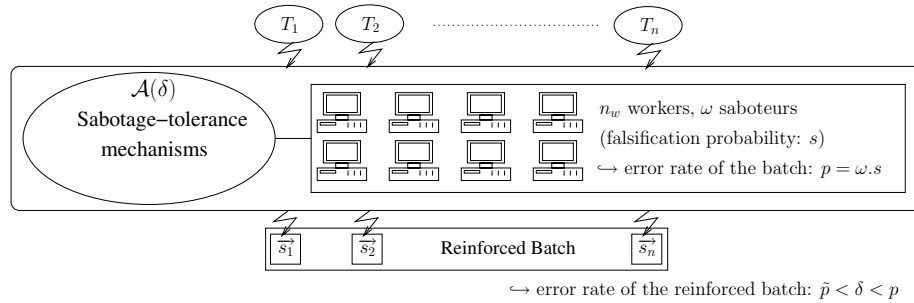 T₁ T₂ Tₙ
𝒜(δ)
Sabotage−tolerance
mechanisms
n_w workers, ω saboteurs
(falsification probability: s)
↪ error rate of the batch: p = ω.s
s₁→ s₂→ Reinforced Batch sₙ→
↪ error rate of the reinforced batch: p̃ < δ < p